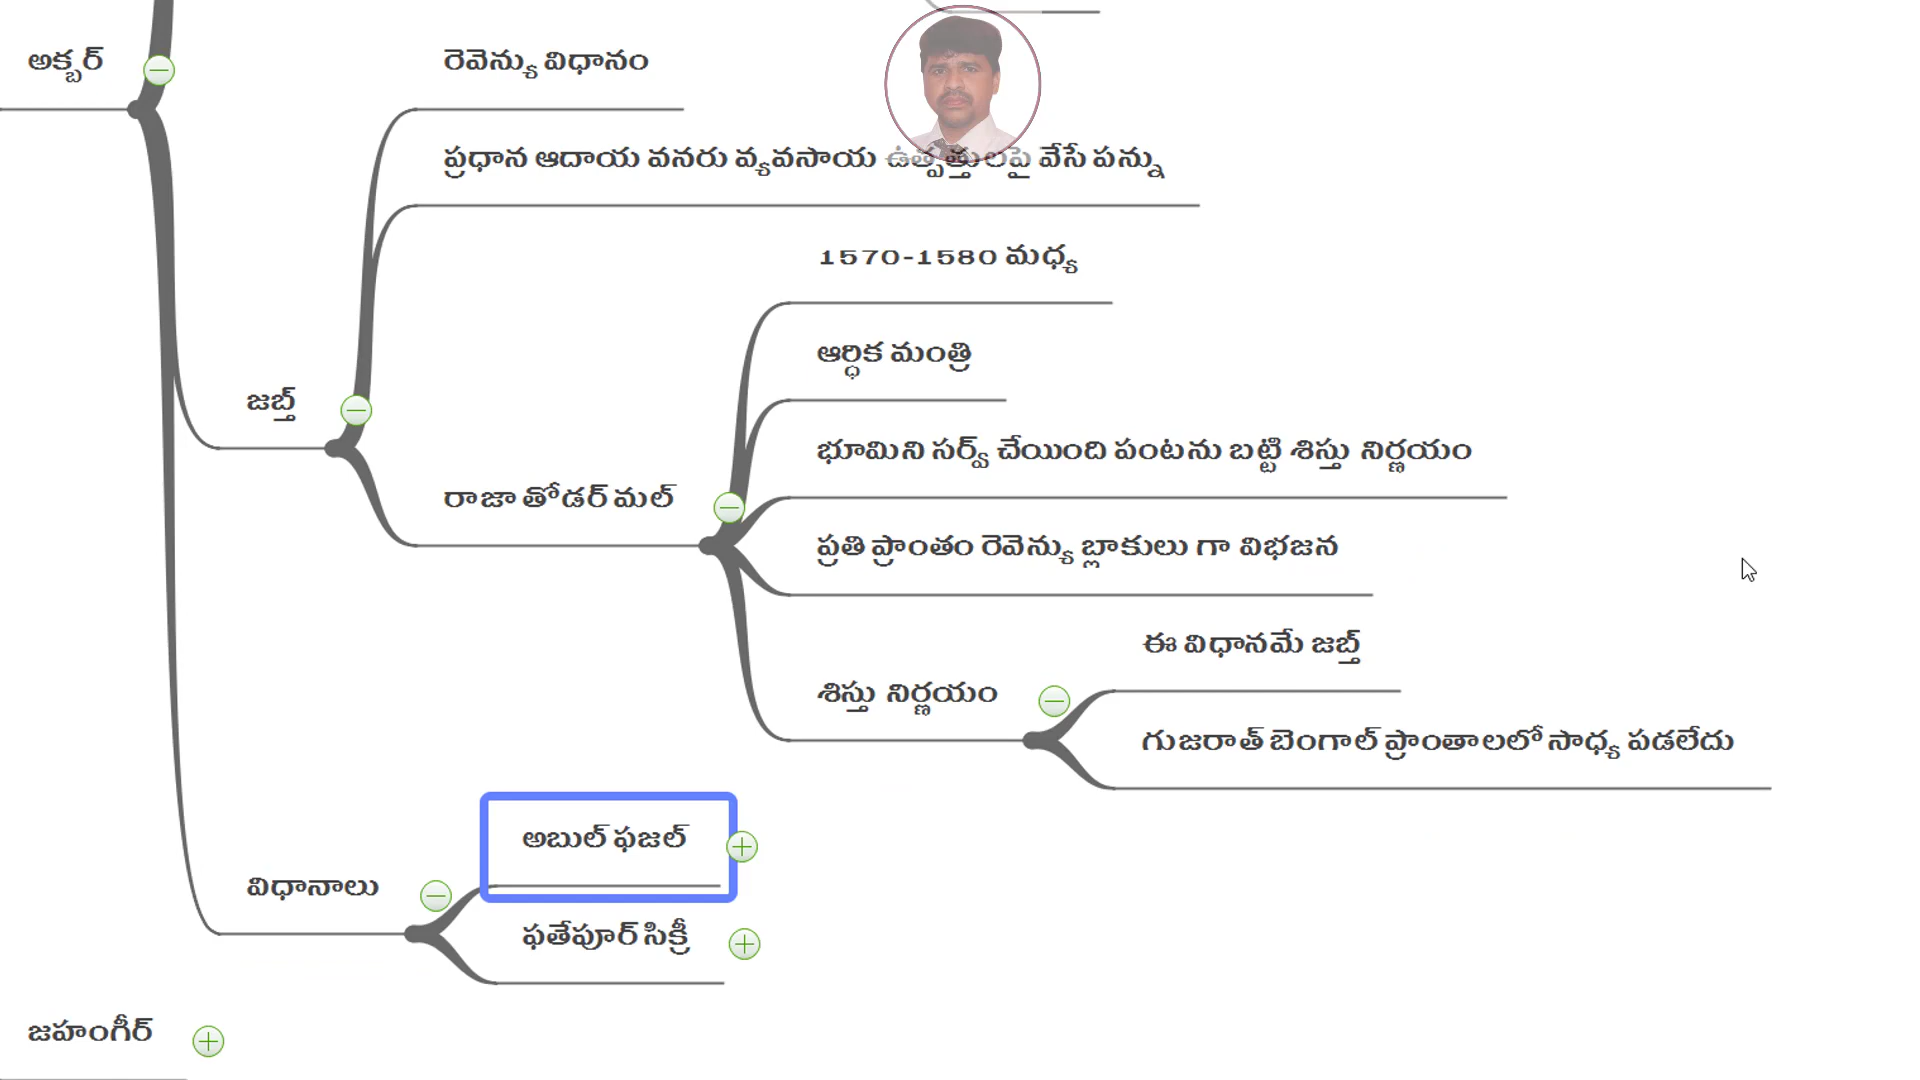 అక్బర్
రెవెన్యు విధానం
ప్రధాన ఆదాయ వనరు వ్యవసాయ ఉత్పత్తులపై వేసే పన్ను
1570-1580 మధ్య
ఆర్ధిక మంత్రి
జబ్త్
భూమిని సర్వ్ చేయింది పంటను బట్టి శిస్తు నిర్ణయం
రాజా తోడర్ మల్
ప్రతి ప్రాంతం రెవెన్యు బ్లాకులు గా విభజన
ఈ విధానమే జబ్త్
శిస్తు నిర్ణయం
గుజరాత్ బెంగాల్ ప్రాంతాలలో సాధ్య పడలేదు
అబుల్ ఫజల్
విధానాలు
ఫతేపూర్ సిక్రీ
జహంగీర్